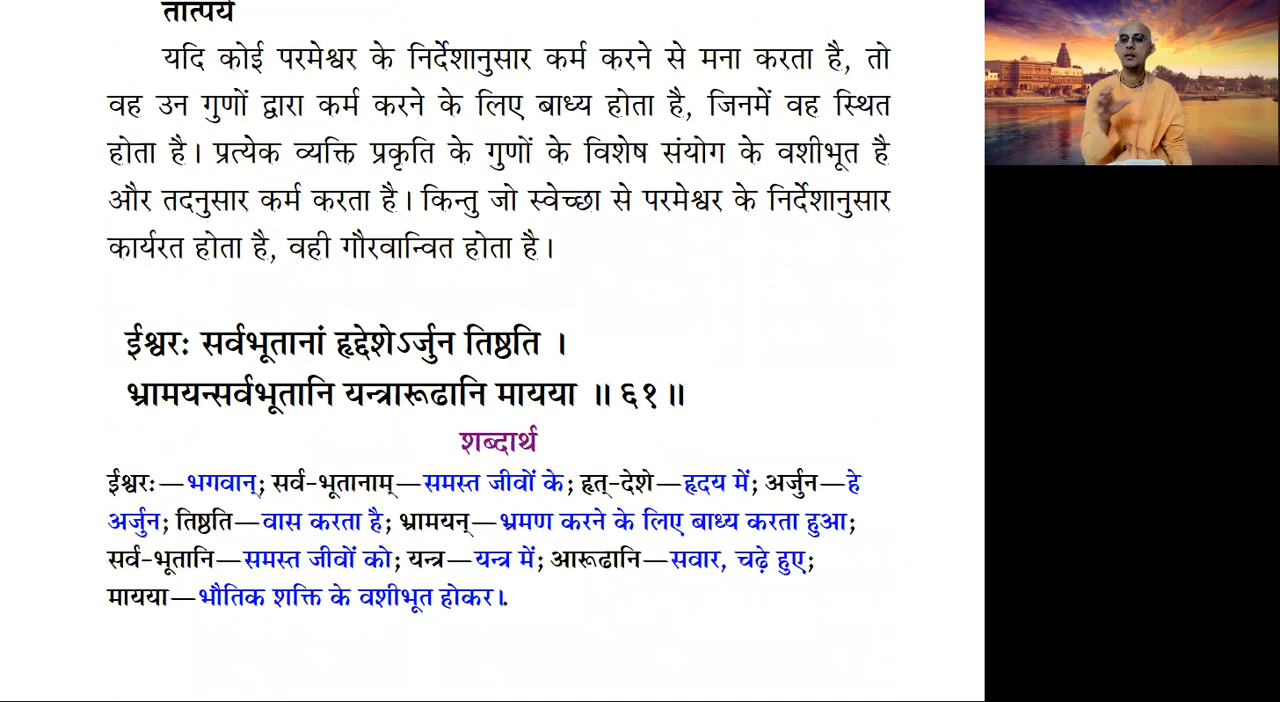 तात्पर्य
यदि कोई परमेश्वर के निर्देशानुसार कर्म करने से मना करता है, तो
वह उन गुणों द्वारा कर्म करने के लिए बाध्य होता है, जिनमें वह स्थित
होता है। प्रत्येक व्यक्ति प्रकृति के गुणों के विशेष संयोग के वशीभूत है
और तदनुसार कर्म करता है। किन्तु जो स्वेच्छा से परमेश्वर के निर्देशानुसार
कार्यरत होता है, वही गौरवान्वित होता है।
ईश्वरः सर्वभूतानां हृद्देशेऽर्जुन तिष्ठति ।
भ्रामयन्सर्वभूतानि यन्त्रारूढानि मायया ॥ ६१॥
शब्दार्थ
ईश्वरः—भगवान्; सर्व-भूतानाम्—समस्त जीवों के; हृत्-देशे—हृदय में; अर्जुन—हे
अर्जुन; तिष्ठति—वास करता है; भ्रामयन्—भ्रमण करने के लिए बाध्य करता हुआ;
सर्व-भूतानि—समस्त जीवों को; यन्त्र—यन्त्र में; आरूढानि—सवार, चढ़े हुए;
मायया—भौतिक शक्ति के वशीभूत होकर।.